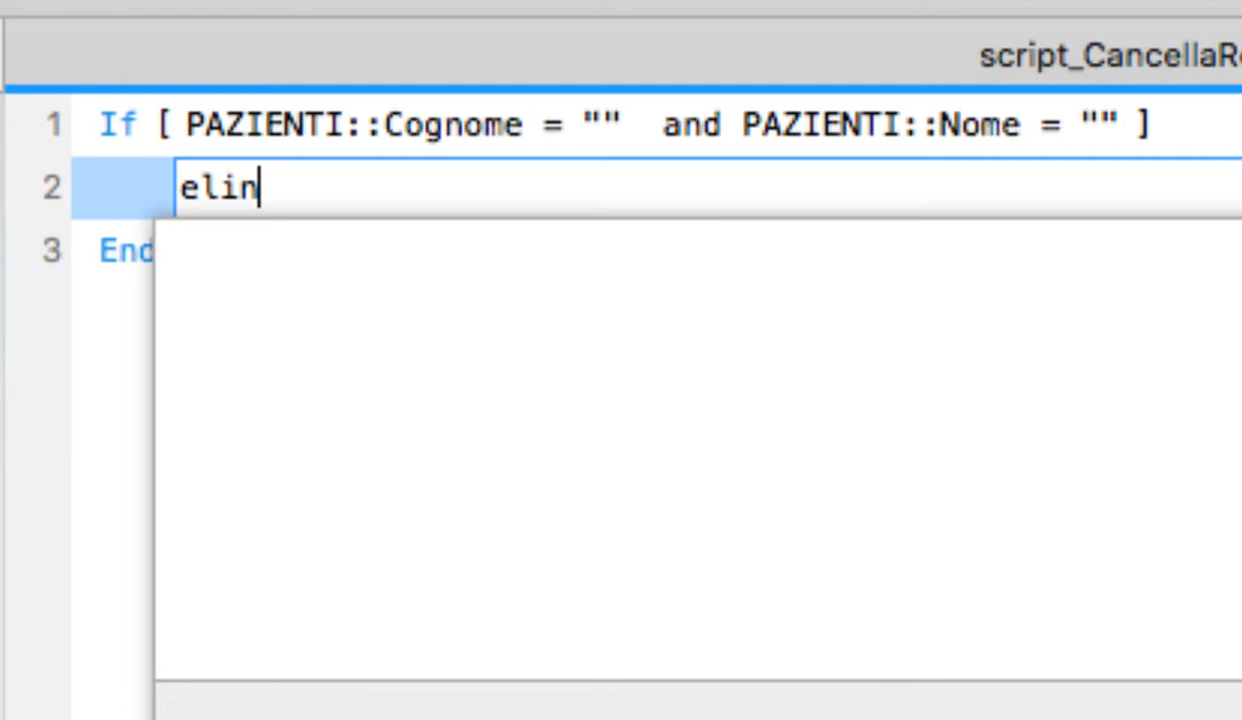 script_CancellaR
1 If [ PAZIENTI::Cognome = "" and PAZIENTI::Nome = "" ]
2 elin
3 End